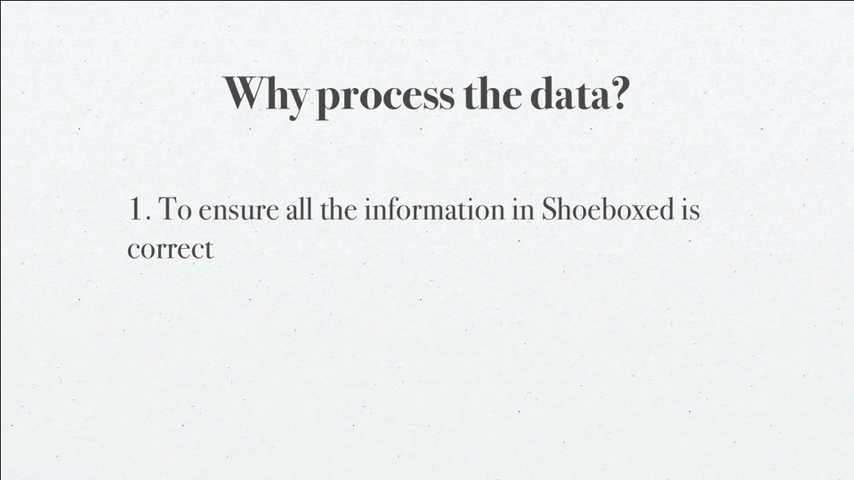 Why process the data?
1. To ensure all the information in Shoeboxed is
correct